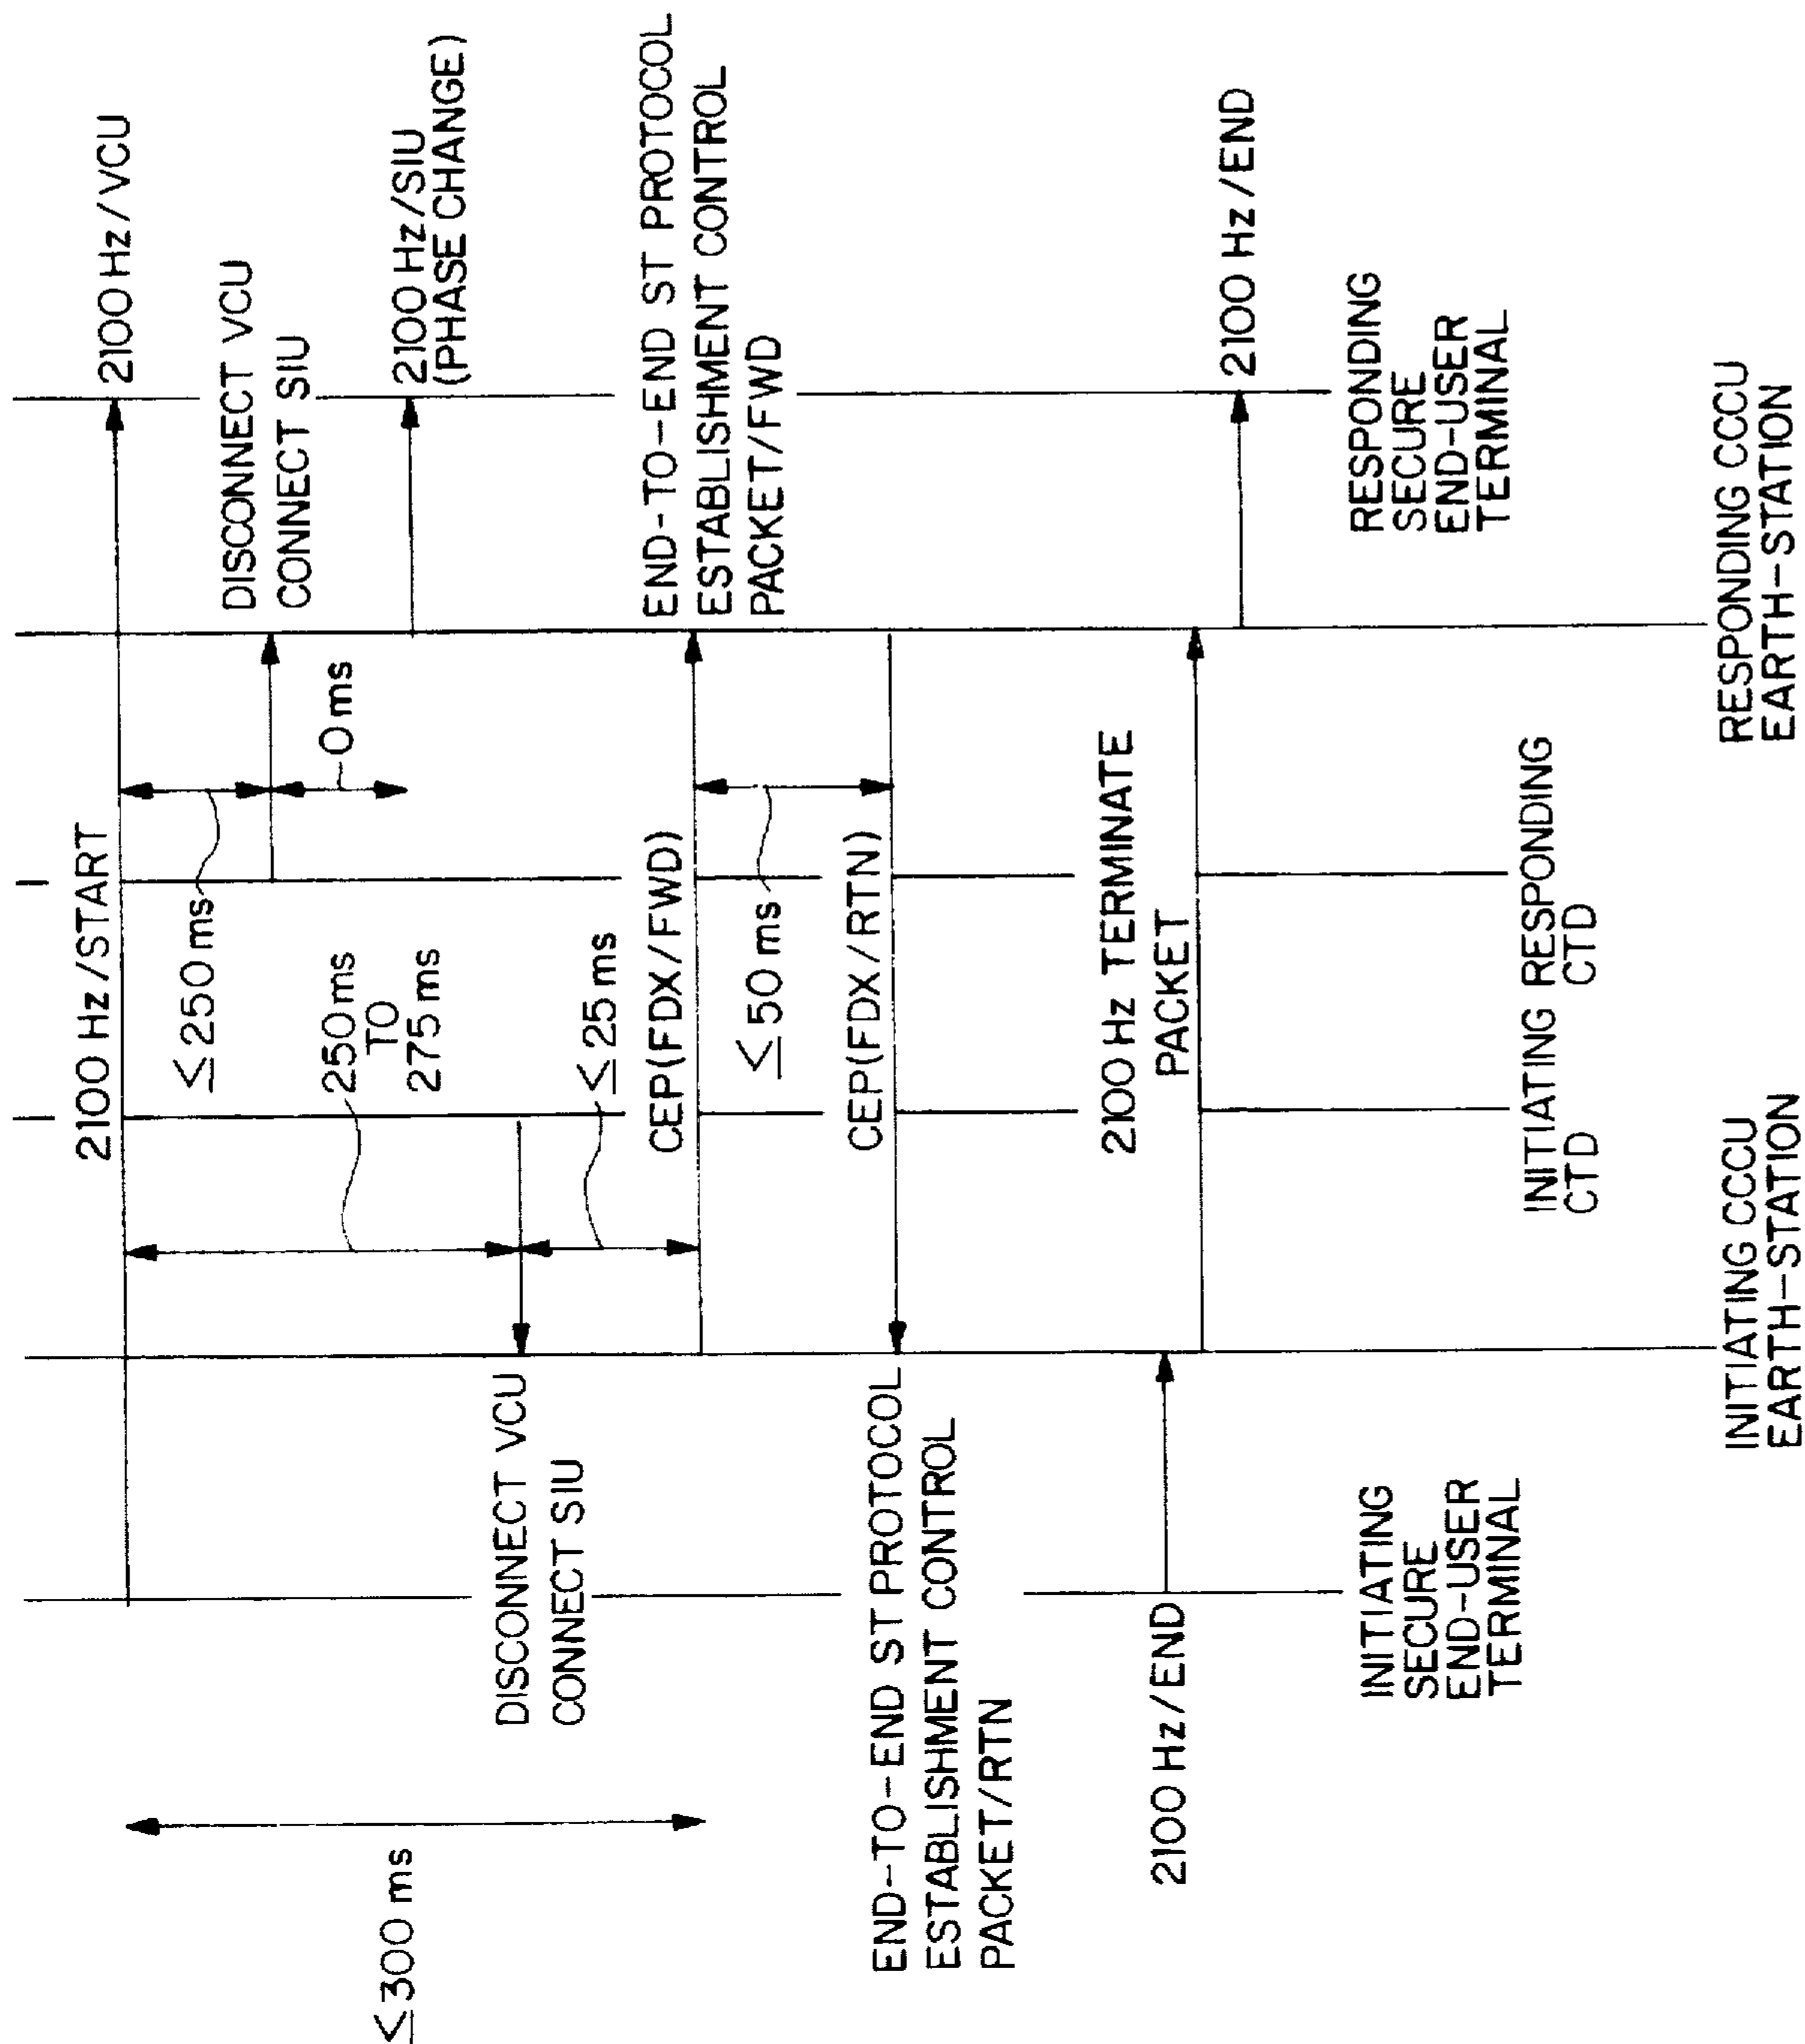 2100 Hz/START
2100 Hz/VCU
≤250 ms
DISCONNECT VCU
CONNECT SIU
0 ms
250 ms
TO
275 ms
≤300 ms
2100 Hz/SIU
(PHASE CHANGE)
DISCONNECT VCU
CONNECT SIU
≤25 ms
CEP(FDX/FWD)
END-TO-END ST PROTOCOL
ESTABLISHMENT CONTROL
PACKET/FWD
≤50 ms
CEP(FDX/RTN)
END-TO-END ST PROTOCOL
ESTABLISHMENT CONTROL
PACKET/RTN
2100 Hz TERMINATE
PACKET
2100 Hz/END
2100 Hz/END
INITIATING
SECURE
END-USER
TERMINAL
INITIATING
CTD
RESPONDING
CTD
RESPONDING
SECURE
END-USER
TERMINAL
INITIATING CCCU
EARTH-STATION
RESPONDING CCCU
EARTH-STATION